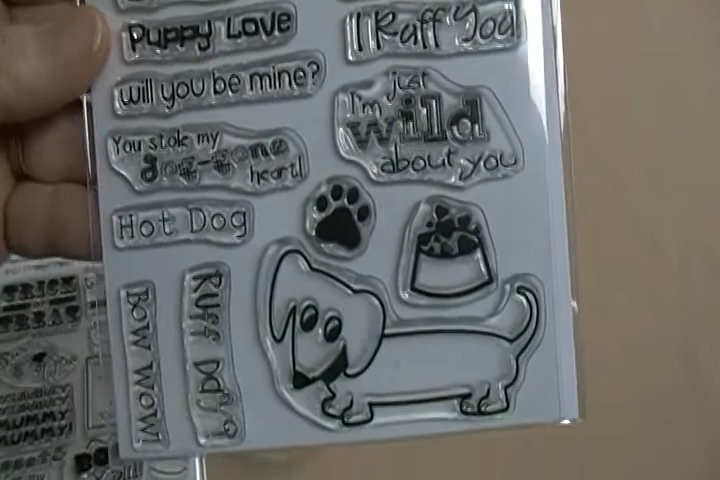 Puppy Love
I Ruff You!
will you be mine?
I'm just
wild
about you
You stole my
dog-gone
heart!
Hot Dog
BOW WOW!
Ruff Day?
TRICK
TREAT
MUMMY
MUMMY!